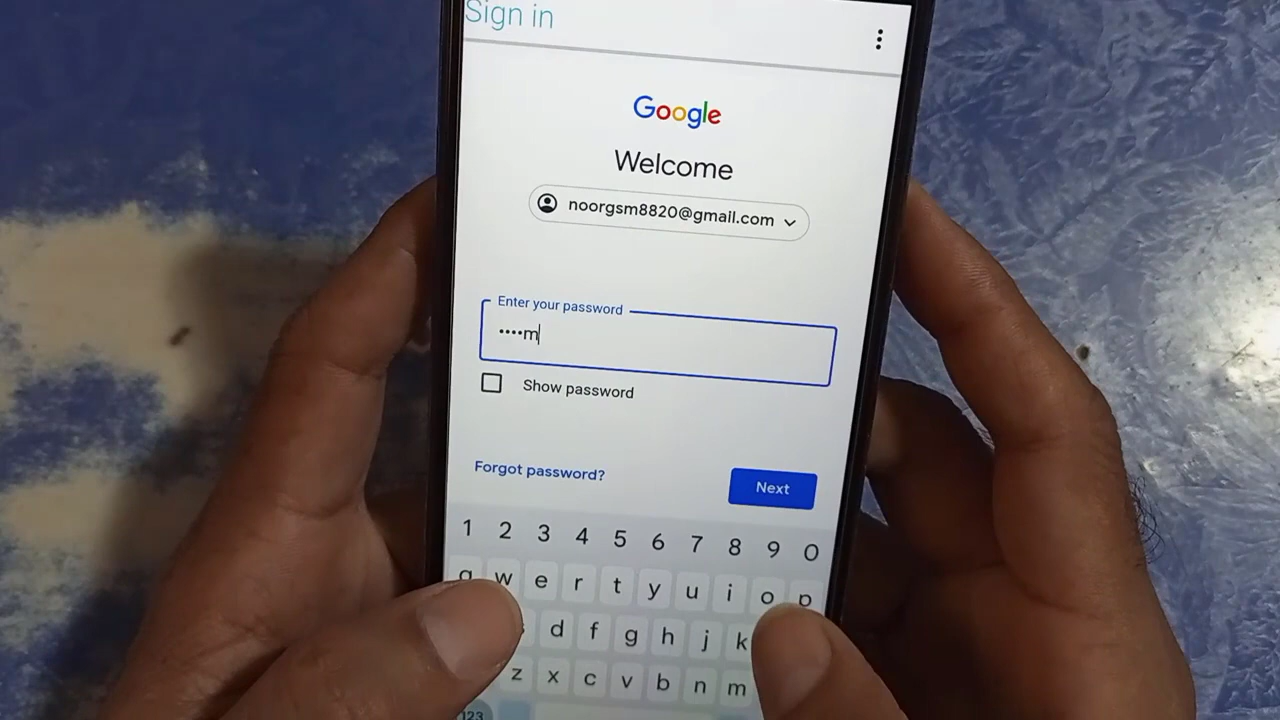 Sign in
Google
Welcome
noorgsm8820@gmail.com
Enter your password
••••m
Show password
Forgot password?
Next
1 2 3 4 5 6 7 8 9 0
q w e r t y u i o p
d f g h j k
z x c v b n m
123